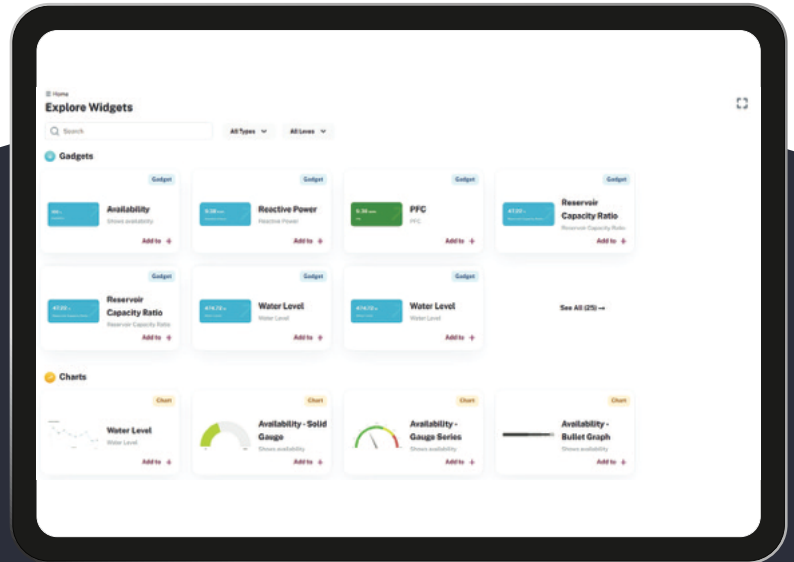 Home
Explore Widgets
Search
All Types
All Levels
Gadgets
Gadget
Availability
Shows availability
Add to +
Gadget
Reactive Power
Reactive Power
Add to +
Gadget
PFC
PFC
Add to +
Gadget
Reservoir
Capacity Ratio
Reservoir Capacity Ratio
Add to +
Gadget
Reservoir
Capacity Ratio
Reservoir Capacity Ratio
Add to +
Gadget
Water Level
Water Level
Add to +
Gadget
Water Level
Water Level
Add to +
See All (25) →
Charts
Chart
Water Level
Water Level
Add to +
Chart
Availability - Solid
Gauge
Shows availability
Add to +
Chart
Availability -
Gauge Series
Shows availability
Add to +
Chart
Availability -
Bullet Graph
Shows availability
Add to +